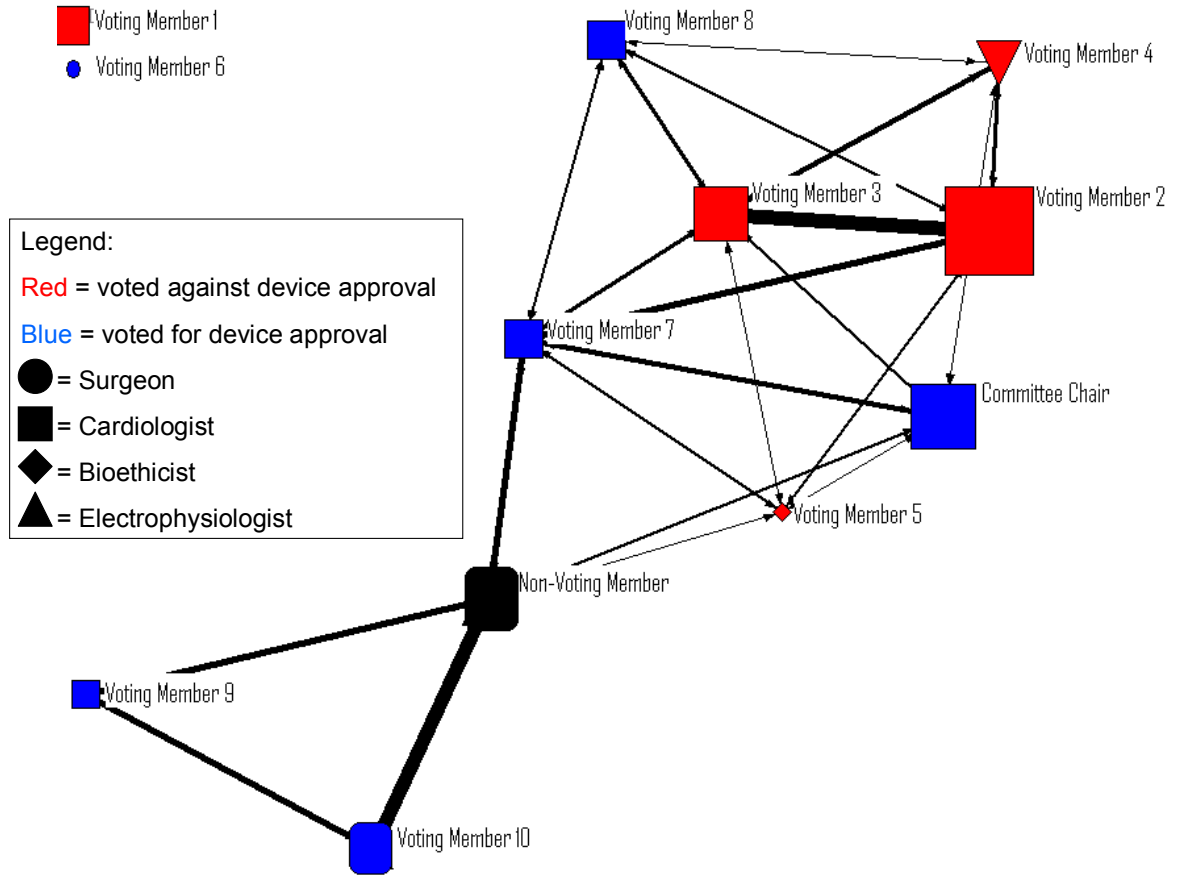 Voting Member 1
Voting Member 6
Voting Member 8
Voting Member 4
Voting Member 3
Voting Member 2
Legend:
Red = voted against device approval
Blue = voted for device approval
= Surgeon
= Cardiologist
= Bioethicist
= Electrophysiologist
Voting Member 7
Committee Chair
Voting Member 5
Non-Voting Member
Voting Member 9
Voting Member 10